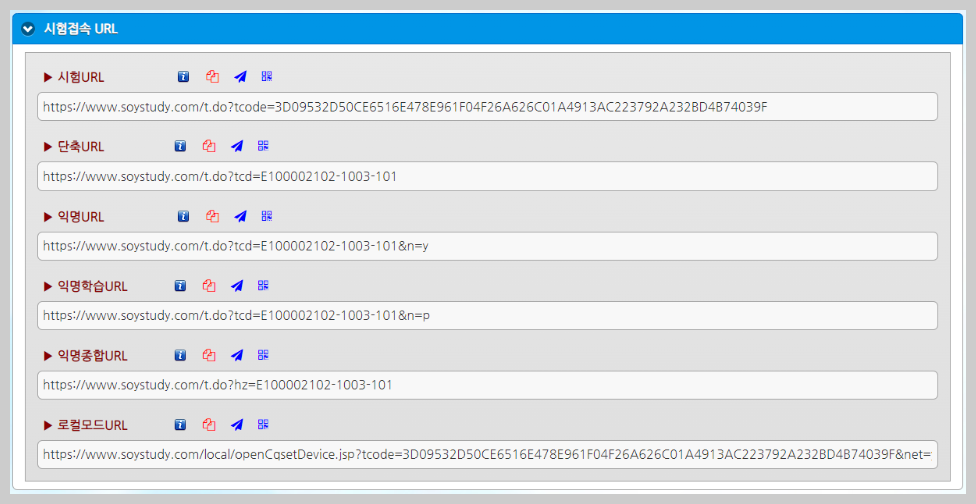 시험접속 URL
▶ 시험URL
https://www.soystudy.com/t.do?tcode=3D09532D50CE6516E478E961F04F26A626C01A4913AC223792A232BD4B74039F
▶ 단축URL
https://www.soystudy.com/t.do?tcd=E100002102-1003-101
▶ 익명URL
https://www.soystudy.com/t.do?tcd=E100002102-1003-101&n=y
▶ 익명학습URL
https://www.soystudy.com/t.do?tcd=E100002102-1003-101&n=p
▶ 익명종합URL
https://www.soystudy.com/t.do?hz=E100002102-1003-101
▶ 로컬모드URL
https://www.soystudy.com/local/openCqsetDevice.jsp?tcode=3D09532D50CE6516E478E961F04F26A626C01A4913AC223792A232BD4B74039F&net=